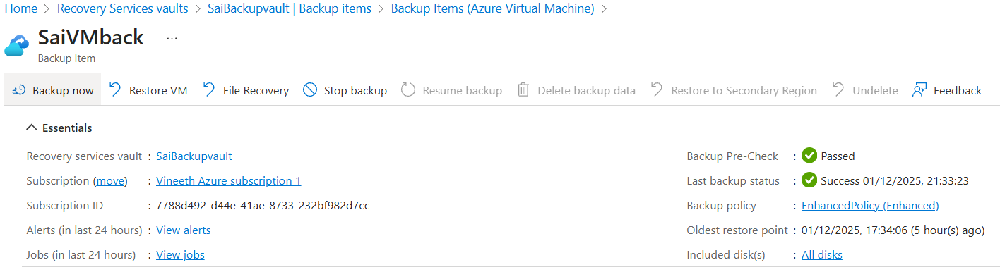 Home > Recovery Services vaults > SaiBackupvault | Backup items > Backup Items (Azure Virtual Machine) >
SaiVMback ...
Backup Item
Backup now Restore VM File Recovery Stop backup Resume backup Delete backup data Restore to Secondary Region Undelete Feedback
Essentials
Recovery services vault : SaiBackupvault
Subscription (move) : Vineeth Azure subscription 1
Subscription ID : 7788d492-d44e-41ae-8733-232bf982d7cc
Alerts (in last 24 hours) : View alerts
Jobs (in last 24 hours) : View jobs
Backup Pre-Check : Passed
Last backup status : Success 01/12/2025, 21:33:23
Backup policy : EnhancedPolicy (Enhanced)
Oldest restore point : 01/12/2025, 17:34:06 (5 hour(s) ago)
Included disk(s) : All disks